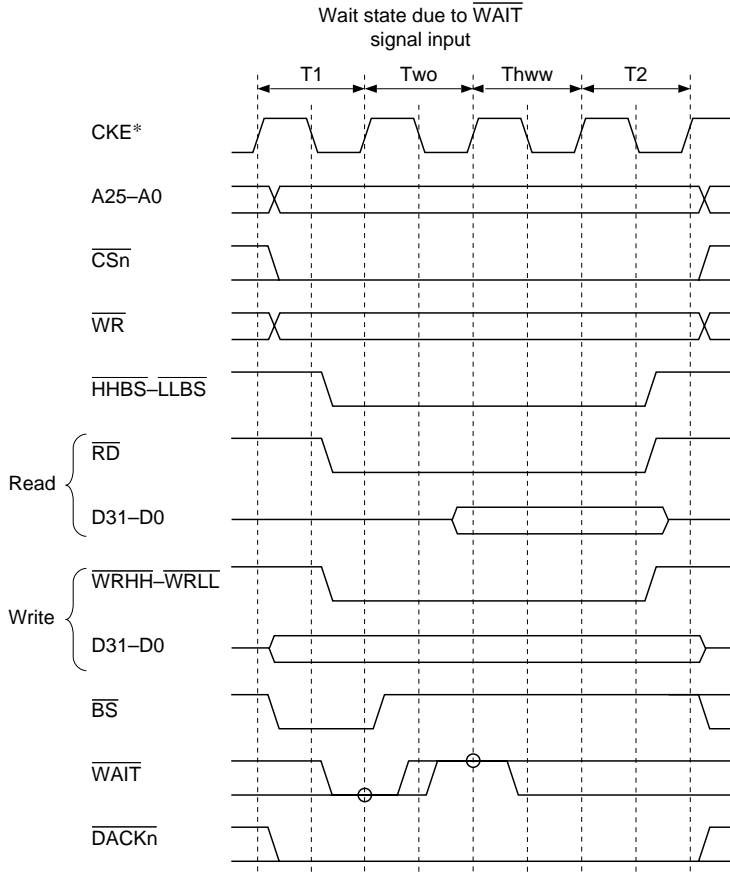 Wait state due to WAIT
signal input
T1 Two Thww T2
CKE*
A25–A0
CSn
WR
HHBS–LLBS
RD
Read
D31–D0
WRHH–WRLL
Write
D31–D0
BS
WAIT
DACKn